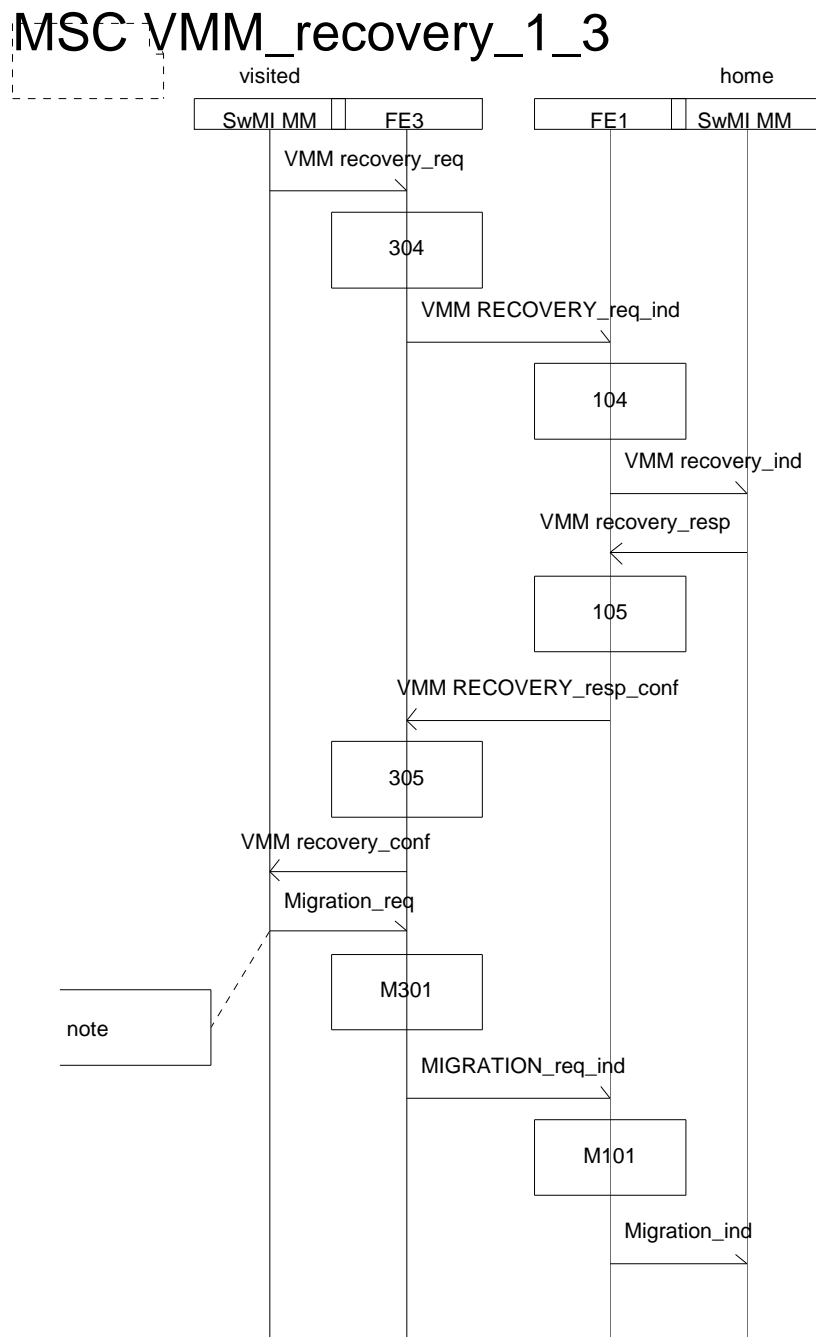 MSC VMM_recovery_1_3
visited
home
SwMI MM
FE3
FE1
SwMI MM
VMM recovery_req
304
VMM RECOVERY_req_ind
104
VMM recovery_ind
VMM recovery_resp
105
VMM RECOVERY_resp_conf
305
VMM recovery_conf
Migration_req
M301
note
MIGRATION_req_ind
M101
Migration_ind